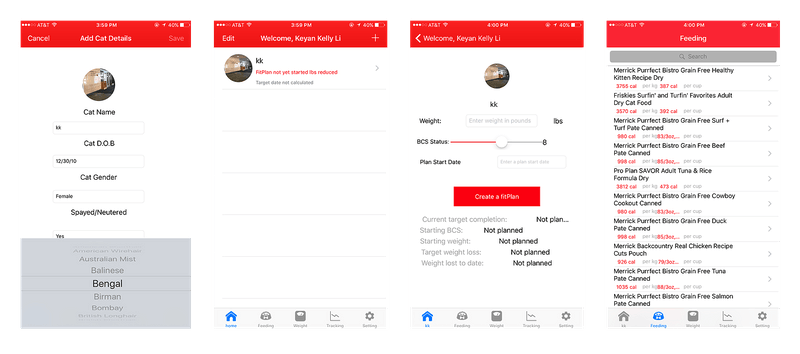 AT&T 3:59 PM 40%
Cancel Add Cat Details Save
Cat Name
kk
Cat D.O.B
12/30/10
Cat Gender
Female
Spayed/Neutered
Yes
Australian Mist
Balinese
Bengal
Birman
Bombay
AT&T 3:59 PM 40%
Edit Welcome, Keyan Kelly Li +
kk
FitPlan not yet started lbs reduced
Target date not calculated
home Feeding Weight Tracking Setting
AT&T 4:00 PM 40%
Welcome, Keyan Kelly Li
kk
Weight: Enter weight in pounds lbs
BCS Status: 8
Plan Start Date Enter a plan start date
Create a fitPlan
Current target completion: Not plan...
Starting BCS: Not planned
Starting weight: Not planned
Target weight loss: Not planned
Weight lost to date: Not planned
kk Feeding Weight Tracking Setting
AT&T 4:00 PM 40%
Feeding
Search
Merrick Purrfect Bistro Grain Free Healthy
Kitten Recipe Dry
3755 cal per kg 387 cal per cup
Friskies Surfin' and Turfin' Favorites Adult
Dry Cat Food
3570 cal per kg 392 cal per cup
Merrick Purrfect Bistro Grain Free Surf +
Turf Pate Canned
980 cal per kg 83/3oz,... per cup
Merrick Purrfect Bistro Grain Free Beef
Pate Canned
998 cal per kg 85/3oz,... per cup
Pro Plan SAVOR Adult Tuna & Rice
Formula Dry
3812 cal per kg 473 cal per cup
Merrick Purrfect Bistro Grain Free Cowboy
Cookout Canned
980 cal per kg 83/3oz,... per cup
Merrick Purrfect Bistro Grain Free Duck
Pate Canned
998 cal per kg 85/3oz,... per cup
Merrick Backcountry Real Chicken Recipe
Cuts Pouch
926 cal per kg 79/3oz... per cup
Merrick Purrfect Bistro Grain Free Tuna
Pate Canned
1035 cal per kg 88/3oz,... per cup
Merrick Purrfect Bistro Grain Free Salmon
Pate Canned
kk Feeding Weight Tracking Setting